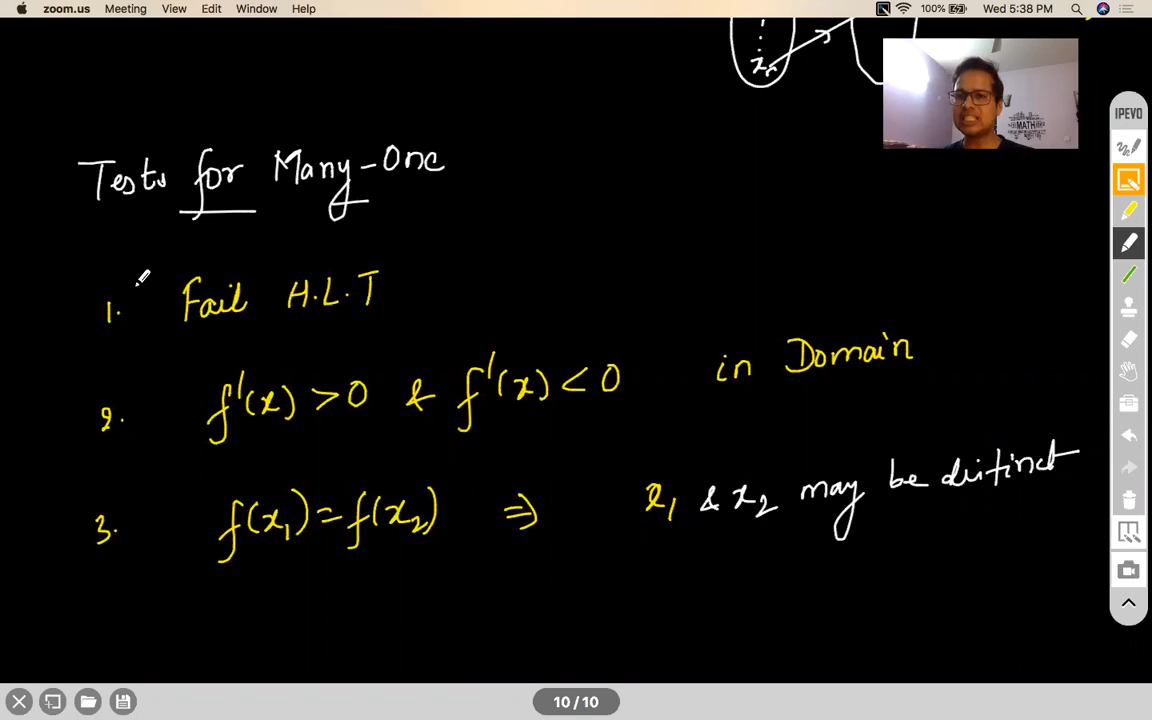 zoom.us Meeting View Edit Window Help 100% Wed 5:38 PM
x
MATH
IPEVO
Tests for Many-One
1. Fail H.L.T
2. f'(x) > 0 & f'(x) < 0 in Domain
3. f(x₁) = f(x₂) ⇒ x₁ & x₂ may be distinct
10 / 10